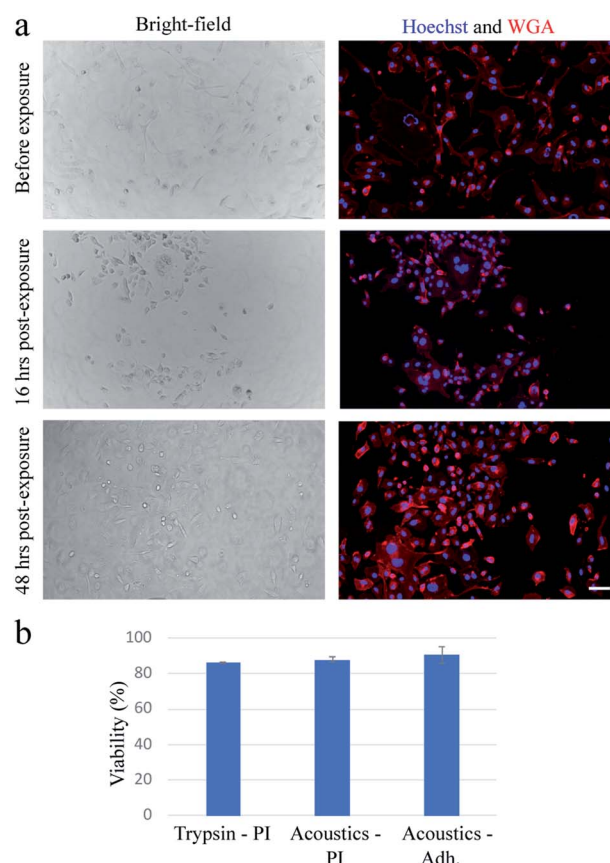 a
Bright-field
Hoechst and WGA
Before exposure
16 hrs post-exposure
48 hrs post-exposure
b
Viability (%)
100
80
60
40
20
0
Trypsin - PI
Acoustics -
PI
Acoustics -
Adh.